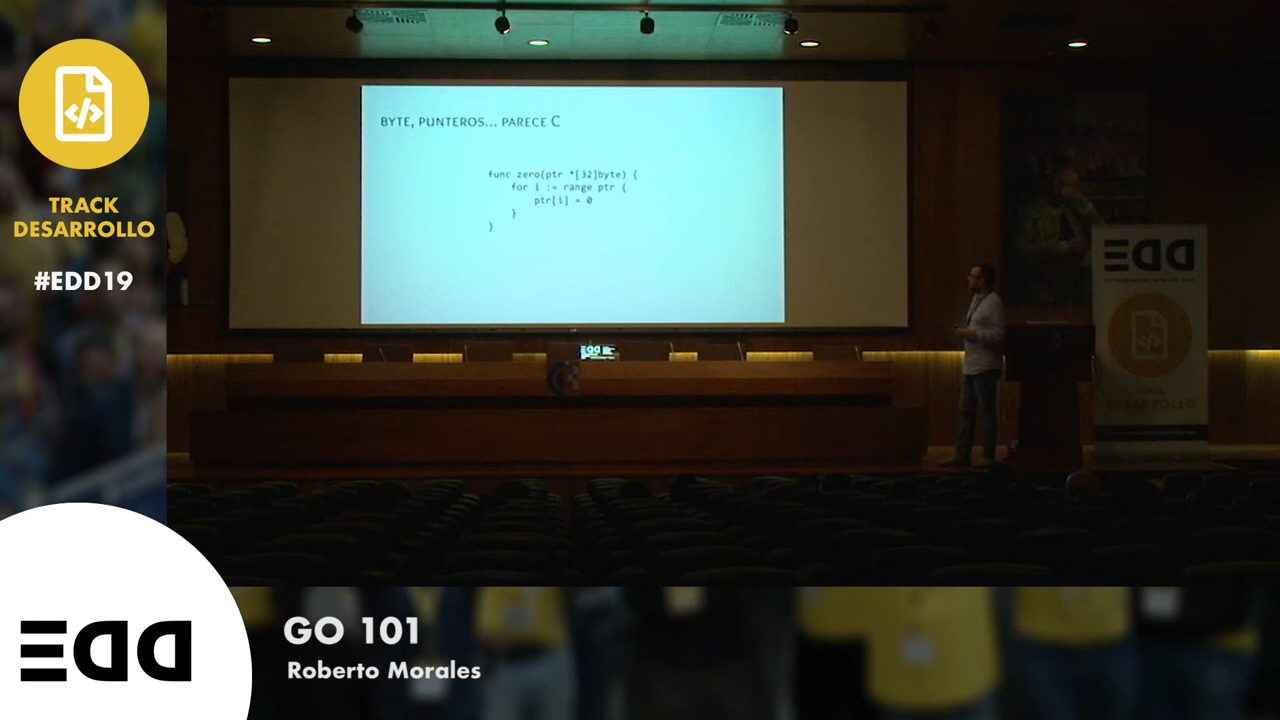 TRACK
DESARROLLO
#EDD19
BYTE, PUNTEROS... PARECE C
func zero(ptr *[32]byte) {
for i := range ptr {
ptr[i] = 0
}
}
EDD
DESARROLLO
EDD
GO 101
Roberto Morales